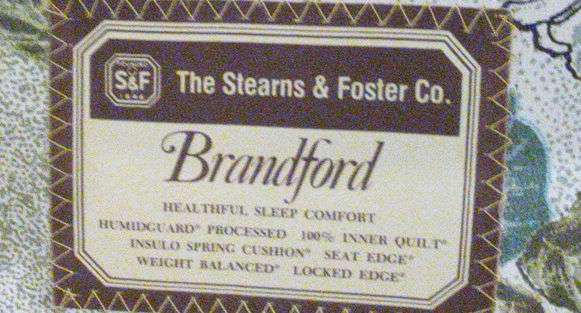 S&F
The Stearns & Foster Co.
Brandford
HEALTHFUL SLEEP COMFORT
HUMIDGUARD® PROCESSED 100% INNER QUILT®
INSULO SPRING CUSHION® SEAT EDGE®
WEIGHT BALANCED® LOCKED EDGE®